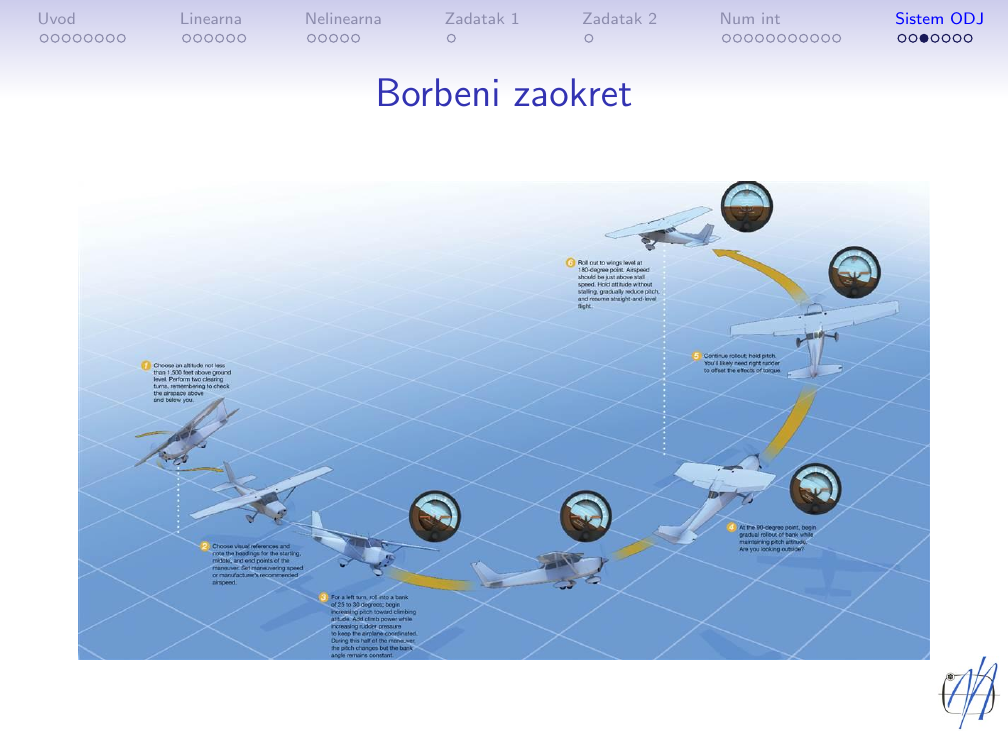 Uvod
Linearna
Nelinearna
Zadatak 1
Zadatak 2
Num int
Sistem ODJ
Borbeni zaokret
6 Roll out to wings level at
180-degree point. Airspeed
should be just above stall
speed. Hold attitude without
stalling, gradually reduce pitch,
and resume straight-and-level
flight.
5 Continue rollout; hold pitch.
You'll likely need right rudder
to offset the effects of torque.
1 Choose an altitude not less
than 1,500 feet above ground
level. Perform two clearing
turns, remembering to check
the airspace above
and below you.
4 At the 90-degree point, begin
gradual rollout of bank while
maintaining pitch attitude.
Are you looking outside?
2 Choose visual references and
note the headings for the starting,
middle, and end points of the
maneuver. Set maneuvering speed
or manufacturer's recommended
airspeed.
3 For a left turn, roll into a bank
of 25 to 30 degrees; begin
increasing pitch toward climbing
attitude. Add climb power while
increasing rudder pressure
to keep the airplane coordinated.
During this half of the maneuver,
the pitch changes but the bank
angle remains constant.